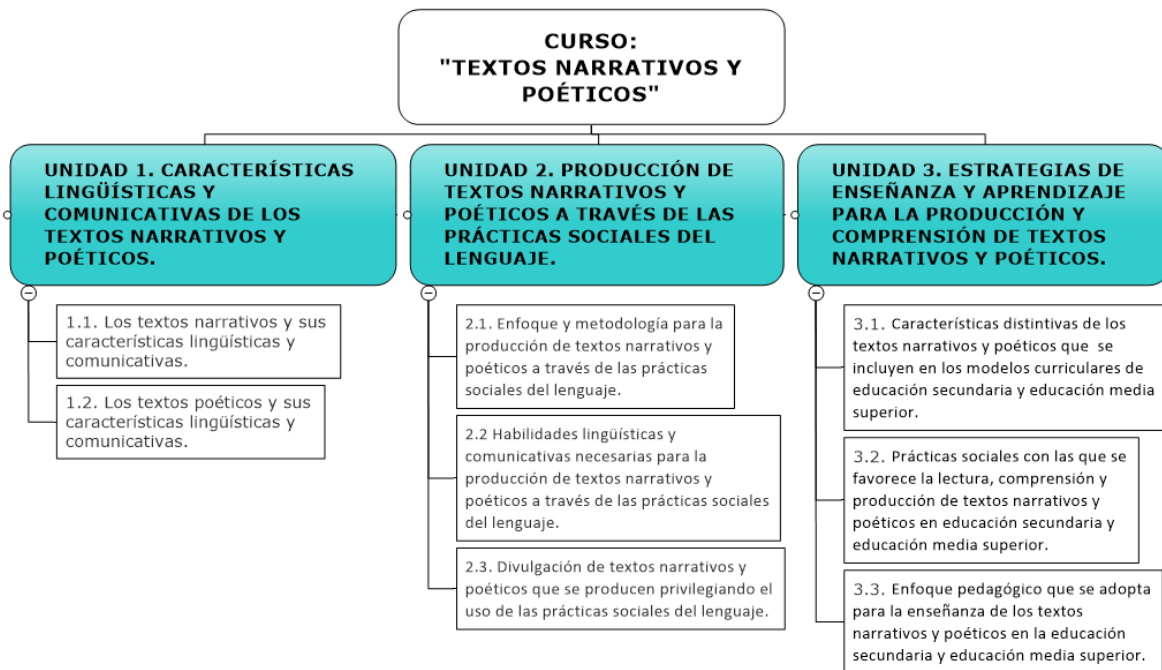 CURSO:
"TEXTOS NARRATIVOS Y
POÉTICOS"
UNIDAD 1. CARACTERÍSTICAS
LINGÜÍSTICAS Y
COMUNICATIVAS DE LOS
TEXTOS NARRATIVOS Y
POÉTICOS.
1.1. Los textos narrativos y sus
características lingüísticas y
comunicativas.
1.2. Los textos poéticos y sus
características lingüísticas y
comunicativas.
UNIDAD 2. PRODUCCIÓN DE
TEXTOS NARRATIVOS Y
POÉTICOS A TRAVÉS DE LAS
PRÁCTICAS SOCIALES DEL
LENGUAJE.
2.1. Enfoque y metodología para la
producción de textos narrativos y
poéticos a través de las prácticas
sociales del lenguaje.
2.2 Habilidades lingüísticas y
comunicativas necesarias para la
producción de textos narrativos y
poéticos a través de las prácticas sociales
del lenguaje.
2.3. Divulgación de textos narrativos y
poéticos que se producen privilegiando el
uso de las prácticas sociales del lenguaje.
UNIDAD 3. ESTRATEGIAS DE
ENSEÑANZA Y APRENDIZAJE
PARA LA PRODUCCIÓN Y
COMPRENSIÓN DE TEXTOS
NARRATIVOS Y POÉTICOS.
3.1. Características distintivas de los
textos narrativos y poéticos que se
incluyen en los modelos curriculares de
educación secundaria y educación media
superior.
3.2. Prácticas sociales con las que se
favorece la lectura, comprensión y
producción de textos narrativos y
poéticos en educación secundaria y
educación media superior.
3.3. Enfoque pedagógico que se adopta
para la enseñanza de los textos
narrativos y poéticos en la educación
secundaria y educación media superior.